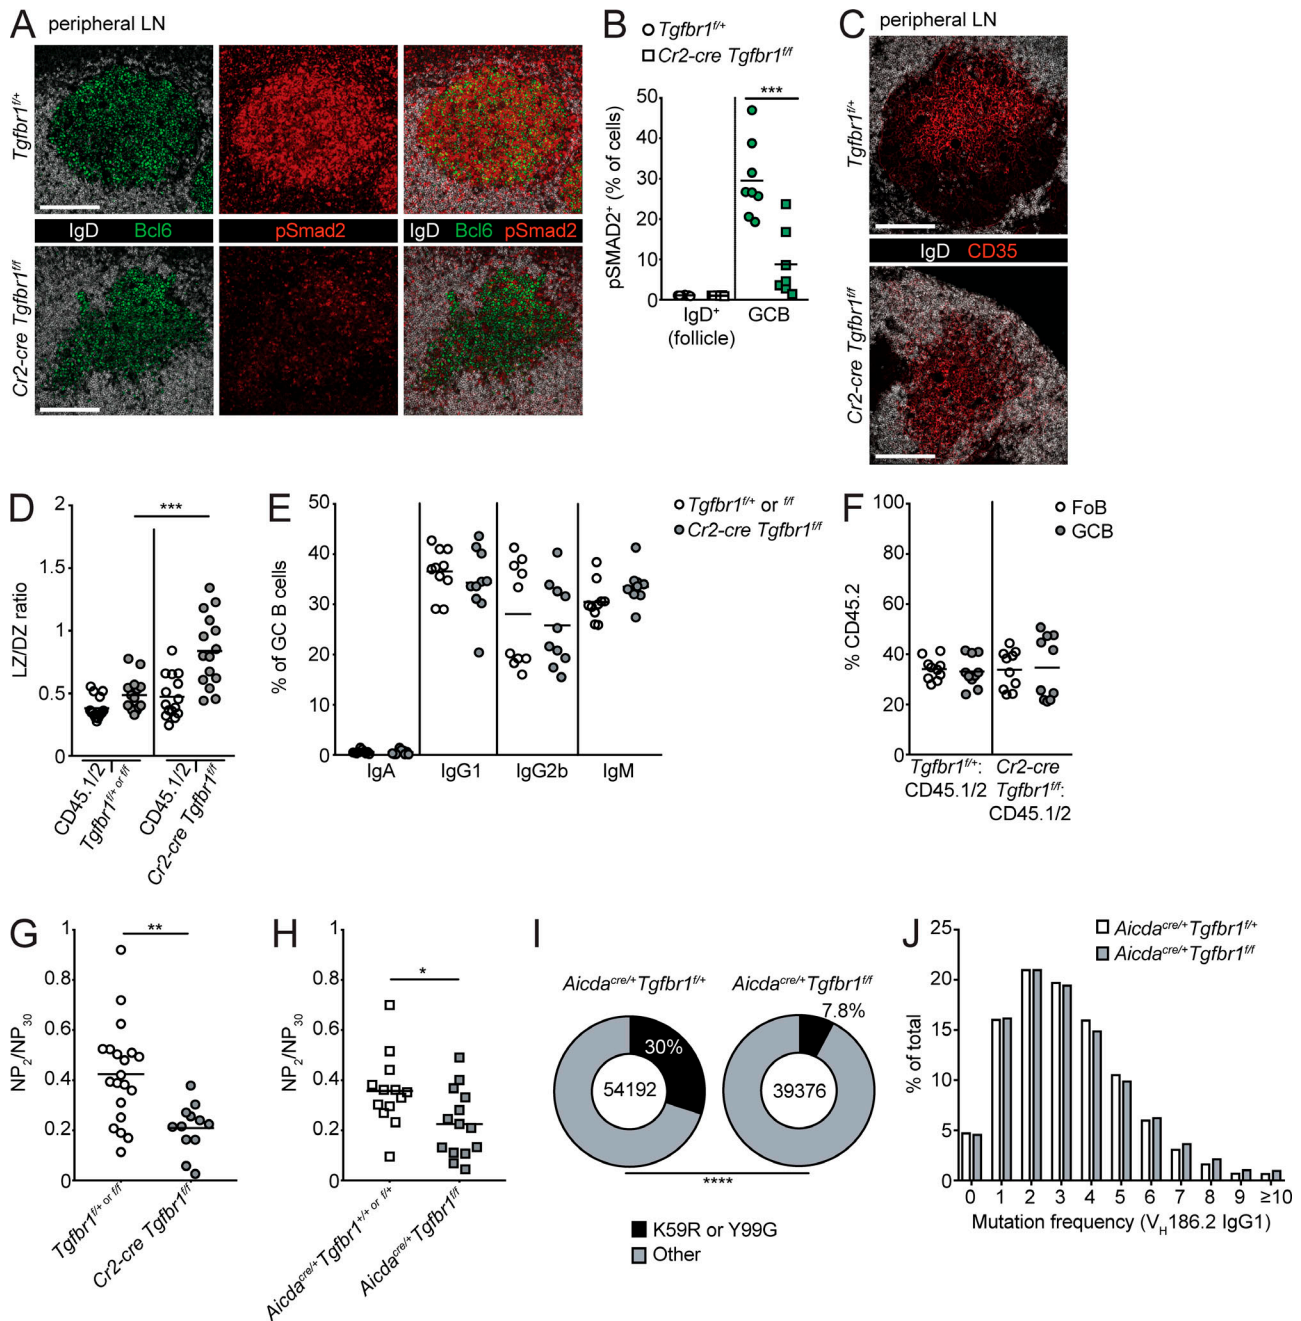 A peripheral LN
Tgfbr1f/+
IgD Bcl6
pSmad2
IgD Bcl6 pSmad2
Cr2-cre Tgfbr1f/f
B
Tgfbr1f/+
Cr2-cre Tgfbr1f/f
***
pSMAD2+ (% of cells)
50
40
30
20
10
0
IgD+ GCB
(follicle)
C
peripheral LN
Tgfbr1f/+
IgD CD35
Cr2-cre Tgfbr1f/f
D
***
LZ/DZ ratio
2
1.5
1
0.5
0
CD45.1/2
Tgfbr1f/+ or f/f
CD45.1/2
Cr2-cre Tgfbr1f/f
E
Tgfbr1f/+ or f/f
Cr2-cre Tgfbr1f/f
% of GC B cells
50
40
30
20
10
0
IgA IgG1 IgG2b IgM
F
FoB
GCB
% CD45.2
100
80
60
40
20
0
Tgfbr1f/+:
CD45.1/2
Cr2-cre
Tgfbr1f/f:
CD45.1/2
G
**
NP2/NP30
1
0.8
0.6
0.4
0.2
0
Tgfbr1f/+ or f/f
Cr2-cre Tgfbr1f/f
H
*
NP2/NP30
1
0.8
0.6
0.4
0.2
0
Aicdacre/+Tgfbr1+/+ or f/+
Aicdacre/+Tgfbr1f/f
I
Aicdacre/+Tgfbr1f/+
Aicdacre/+Tgfbr1f/f
30%
7.8%
54192
39376
****
K59R or Y99G
Other
J
Aicdacre/+Tgfbr1f/+
Aicdacre/+Tgfbr1f/f
% of total
25
20
15
10
5
0
0 1 2 3 4 5 6 7 8 9 ≥10
Mutation frequency (VH186.2 IgG1)